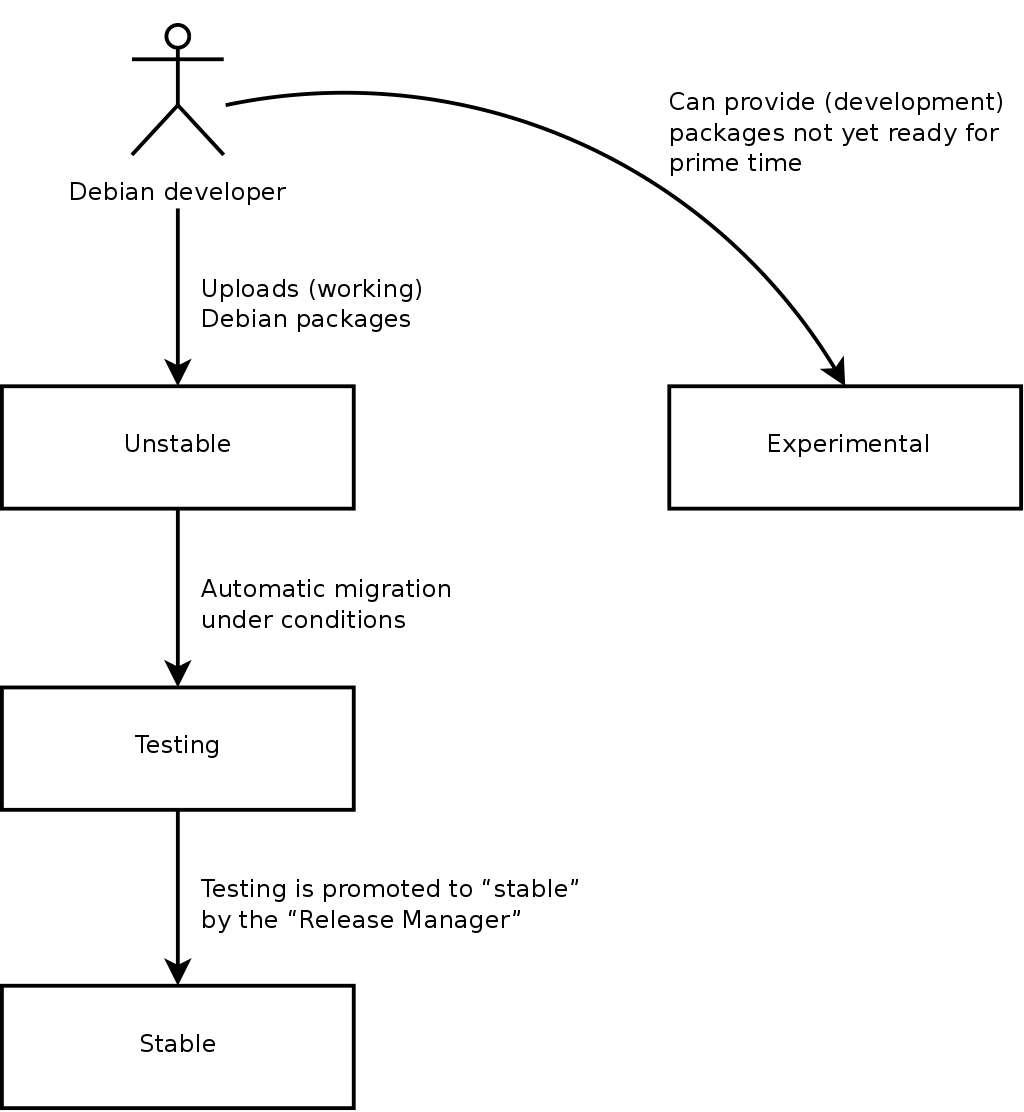 Can provide (development)
packages not yet ready for
prime time
Debian developer
Uploads (working)
Debian packages
Unstable
Experimental
Automatic migration
under conditions
Testing
Testing is promoted to “stable”
by the “Release Manager”
Stable